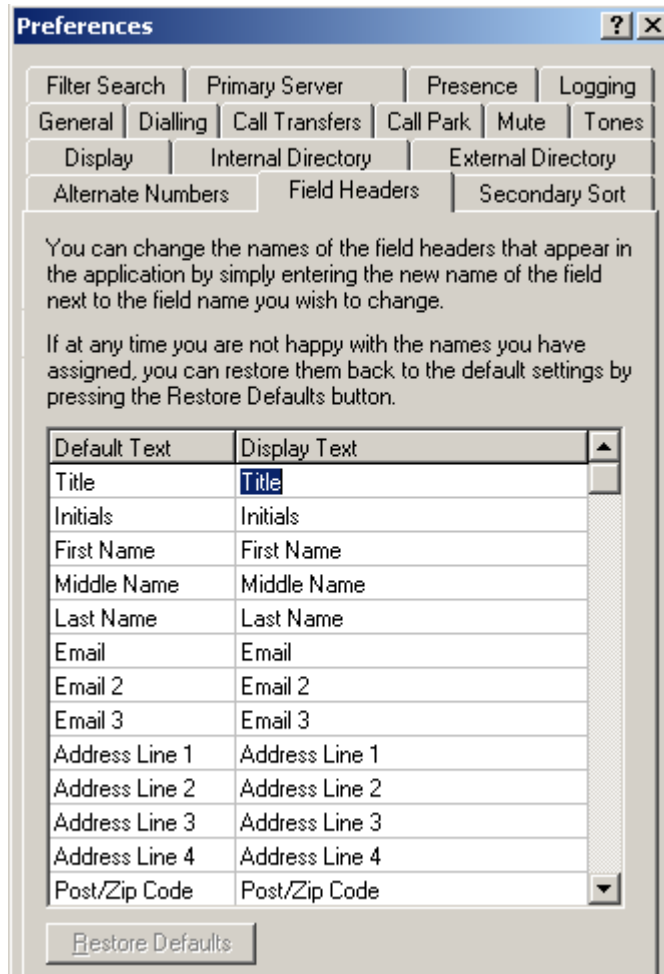 Preferences
Filter Search Primary Server Presence Logging
General Dialling Call Transfers Call Park Mute Tones
Display Internal Directory External Directory
Alternate Numbers Field Headers Secondary Sort
You can change the names of the field headers that appear in
the application by simply entering the new name of the field
next to the field name you wish to change.
If at any time you are not happy with the names you have
assigned, you can restore them back to the default settings by
pressing the Restore Defaults button.
Default Text Display Text
Title Title
Initials Initials
First Name First Name
Middle Name Middle Name
Last Name Last Name
Email Email
Email 2 Email 2
Email 3 Email 3
Address Line 1 Address Line 1
Address Line 2 Address Line 2
Address Line 3 Address Line 3
Address Line 4 Address Line 4
Post/Zip Code Post/Zip Code
Restore Defaults